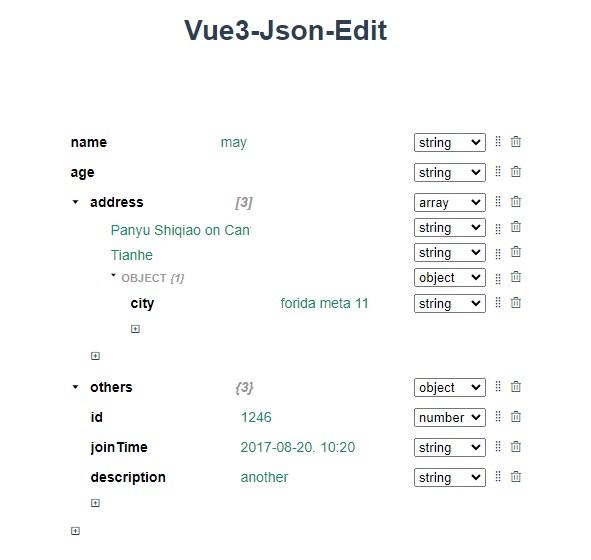 Vue3-Json-Edit
name may string
age string
address [3] array
Panyu Shiqiao on Can string
Tianhe string
OBJECT {1} object
city forida meta 11 string
others {3} object
id 1246 number
joinTime 2017-08-20. 10:20 string
description another string